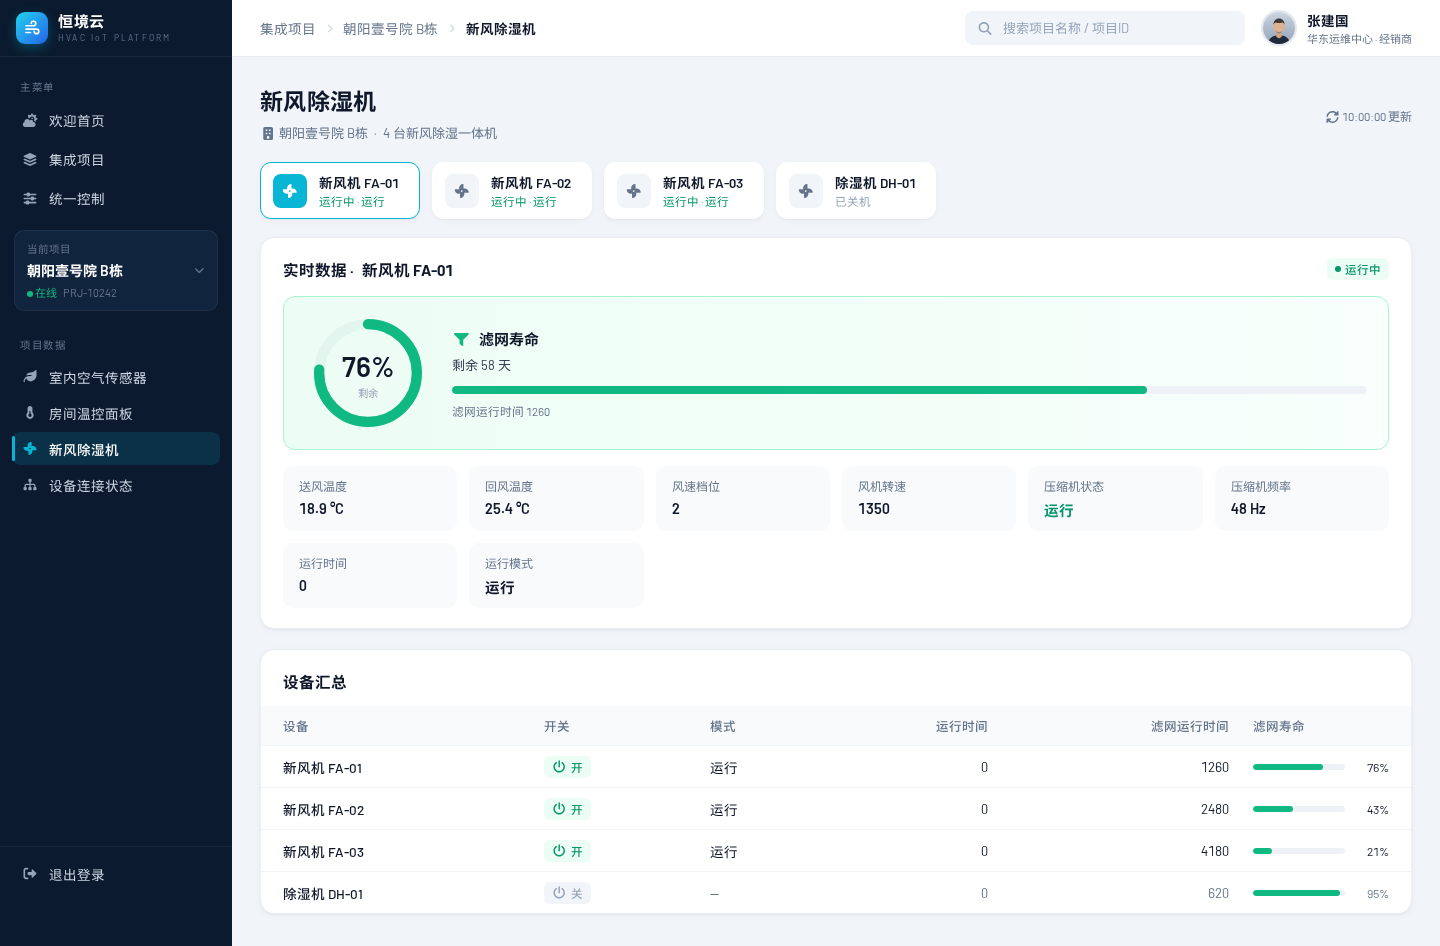 恒境云
HVAC IoT PLATFORM
主菜单
欢迎首页
集成项目
统一控制
当前项目
朝阳壹号院 B栋
在线 PRJ-10242
项目数据
室内空气传感器
房间温控面板
新风除湿机
设备连接状态
退出登录
集成项目 朝阳壹号院 B栋 新风除湿机
搜索项目名称 / 项目ID
张建国
华东运维中心 · 经销商
新风除湿机
朝阳壹号院 B栋 · 4 台新风除湿一体机
10:00:00 更新
新风机 FA-01
运行中 · 运行
新风机 FA-02
运行中 · 运行
新风机 FA-03
运行中 · 运行
除湿机 DH-01
已关机
实时数据 · 新风机 FA-01
运行中
76%
剩余
滤网寿命
剩余 58 天
滤网运行时间 1260
送风温度
18.9 °C
回风温度
25.4 °C
风速档位
2
风机转速
1350
压缩机状态
运行
压缩机频率
48 Hz
运行时间
0
运行模式
运行
设备汇总
设备 开关 模式 运行时间 滤网运行时间 滤网寿命
新风机 FA-01 开 运行 0 1260 76%
新风机 FA-02 开 运行 0 2480 43%
新风机 FA-03 开 运行 0 4180 21%
除湿机 DH-01 关 — 0 620 95%